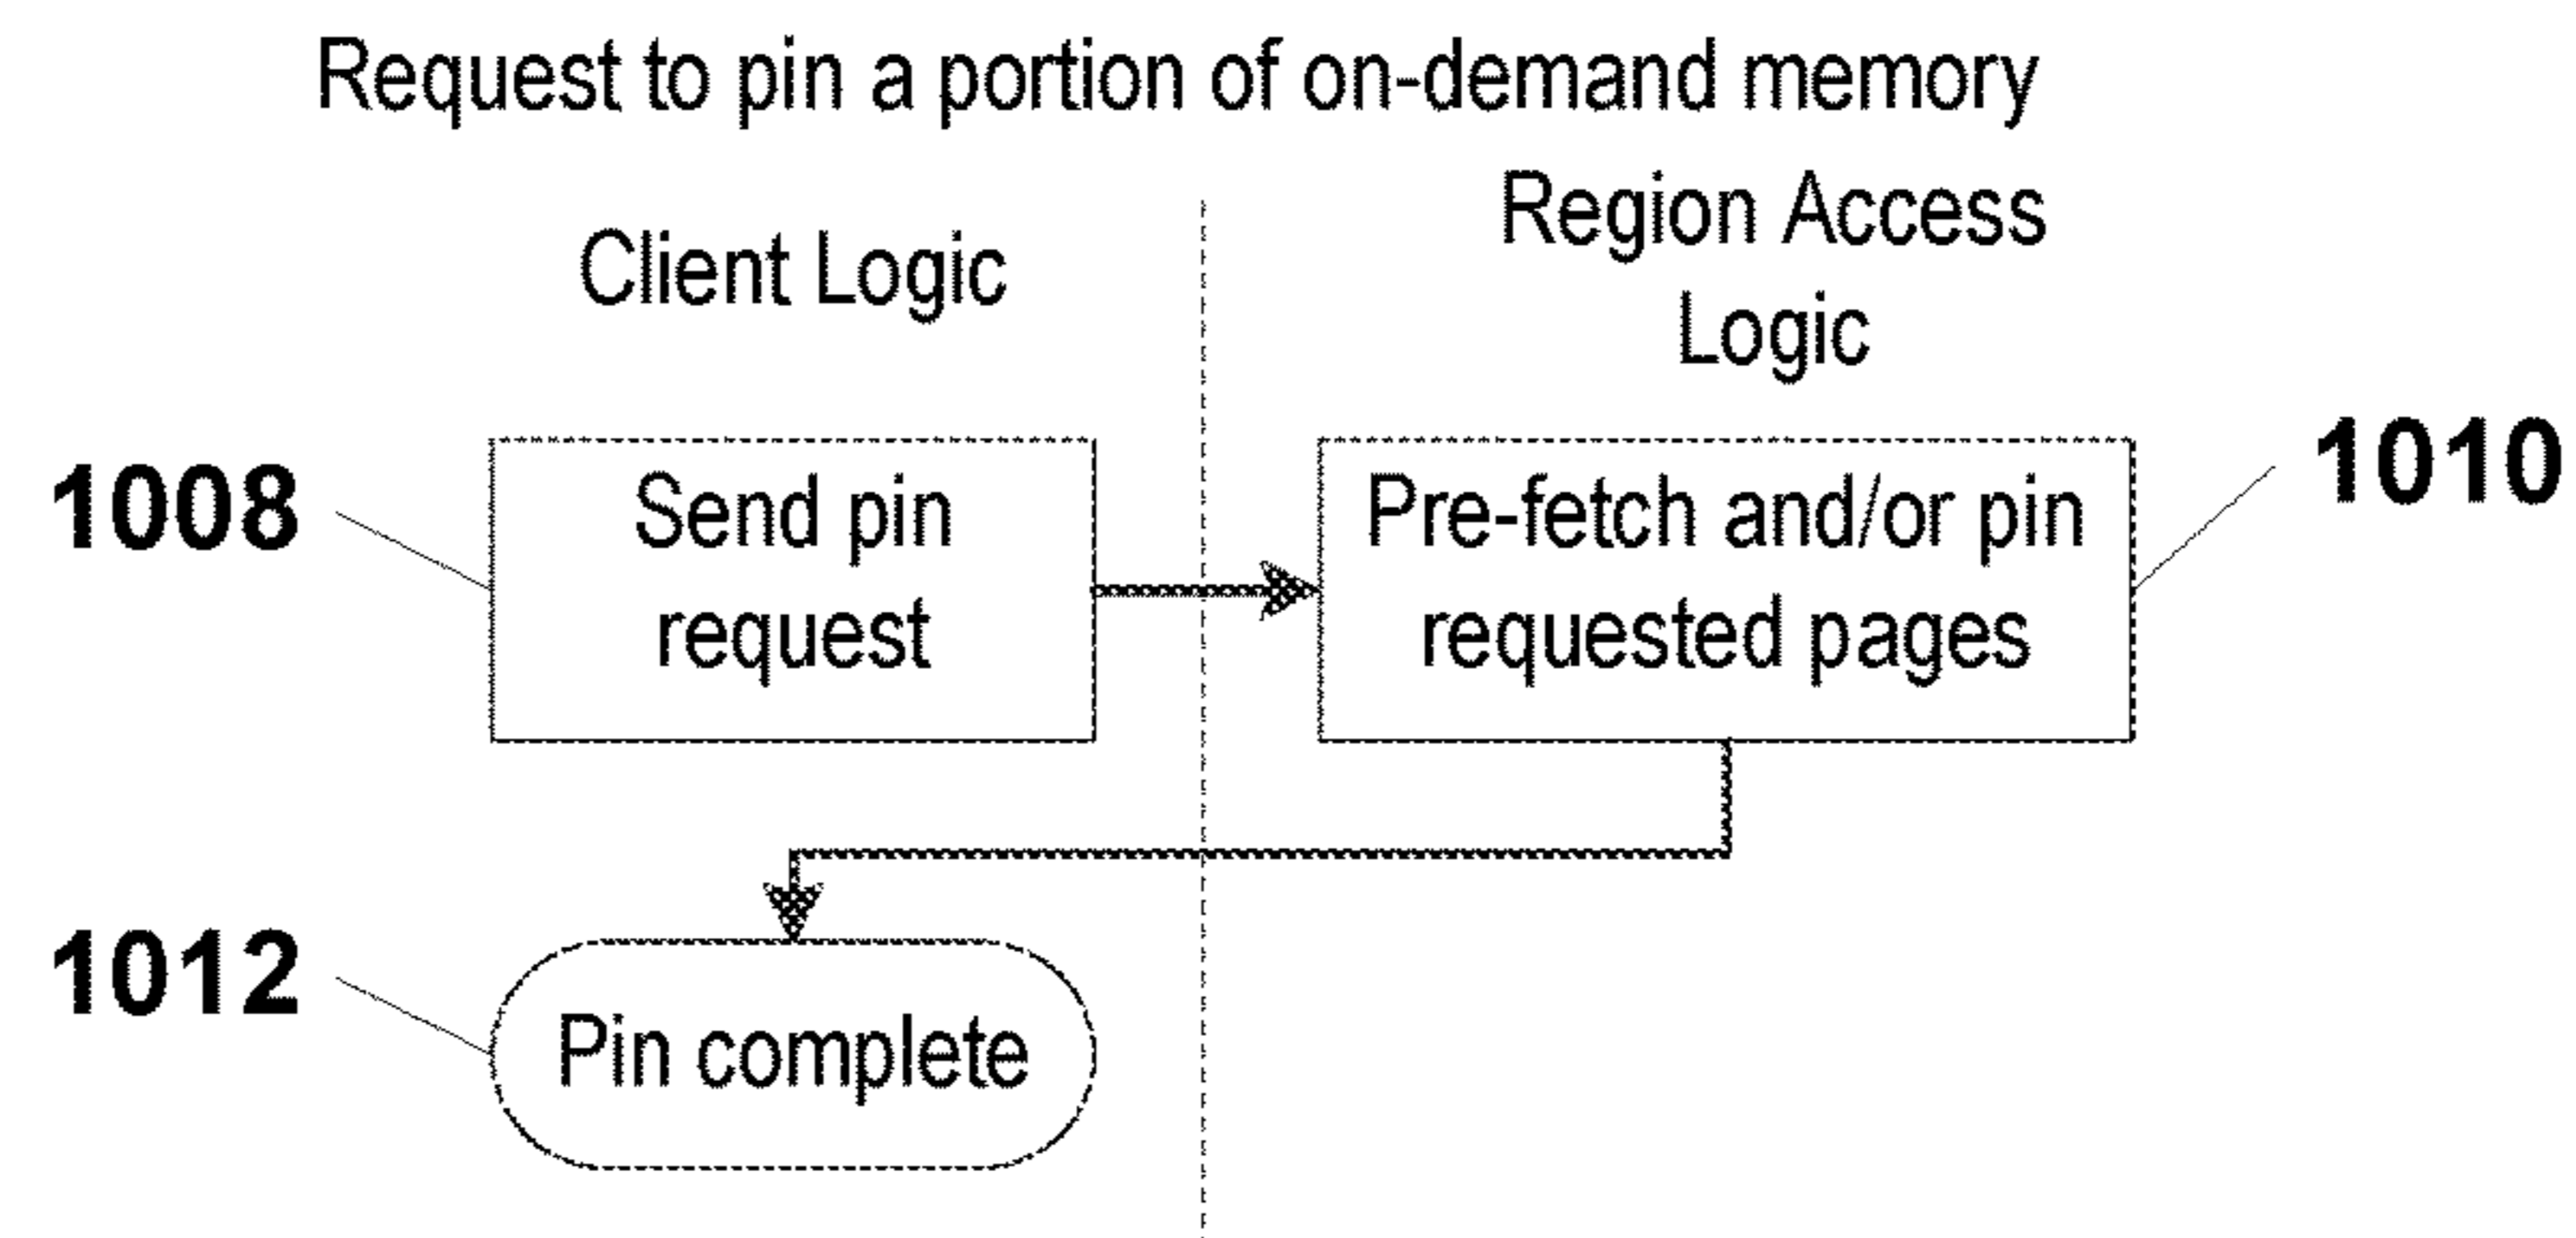 Request to pin a portion of on-demand memory
Client Logic
Region Access
Logic
1008
Send pin
request
Pre-fetch and/or pin
requested pages
1010
1012
Pin complete